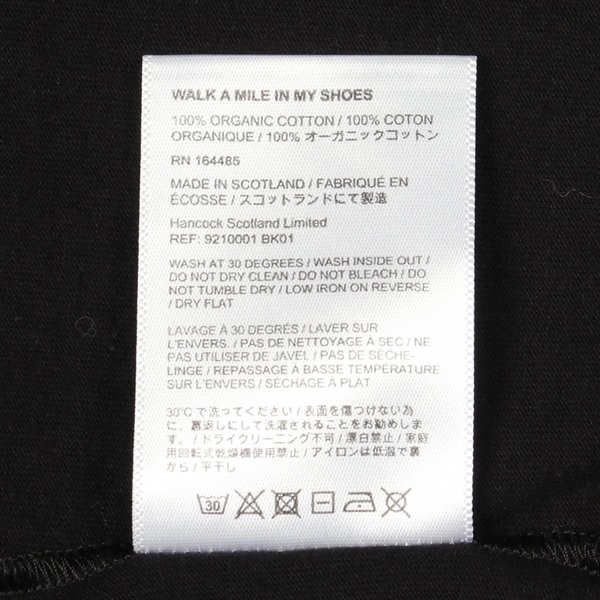 WALK A MILE IN MY SHOES
100% ORGANIC COTTON / 100% COTON
ORGANIQUE / 100% オーガニックコットン
RN 164485
MADE IN SCOTLAND / FABRIQUÉ EN
ÉCOSSE / スコットランドにて製造
Hancock Scotland Limited
REF: 9210001 BK01
WASH AT 30 DEGREES / WASH INSIDE OUT /
DO NOT DRY CLEAN / DO NOT BLEACH / DO
NOT TUMBLE DRY / LOW IRON ON REVERSE
/ DRY FLAT
LAVAGE À 30 DEGRÉS / LAVER SUR
L'ENVERS. / PAS DE NETTOYAGE À SEC / NE
PAS UTILISER DE JAVEL / PAS DE SÈCHE-
LINGE / REPASSAGE À BASSE TEMPÉRATURE
SUR L'ENVERS / SÉCHAGE À PLAT
30℃で洗ってください / 表面を傷つけない為
に、裏返しにして洗濯されることをお勧めしま
す。/ ドライクリーニング不可 / 漂白禁止 / 家庭
用回転式乾燥機使用禁止 / アイロンは低温で裏
から / 平干し
30